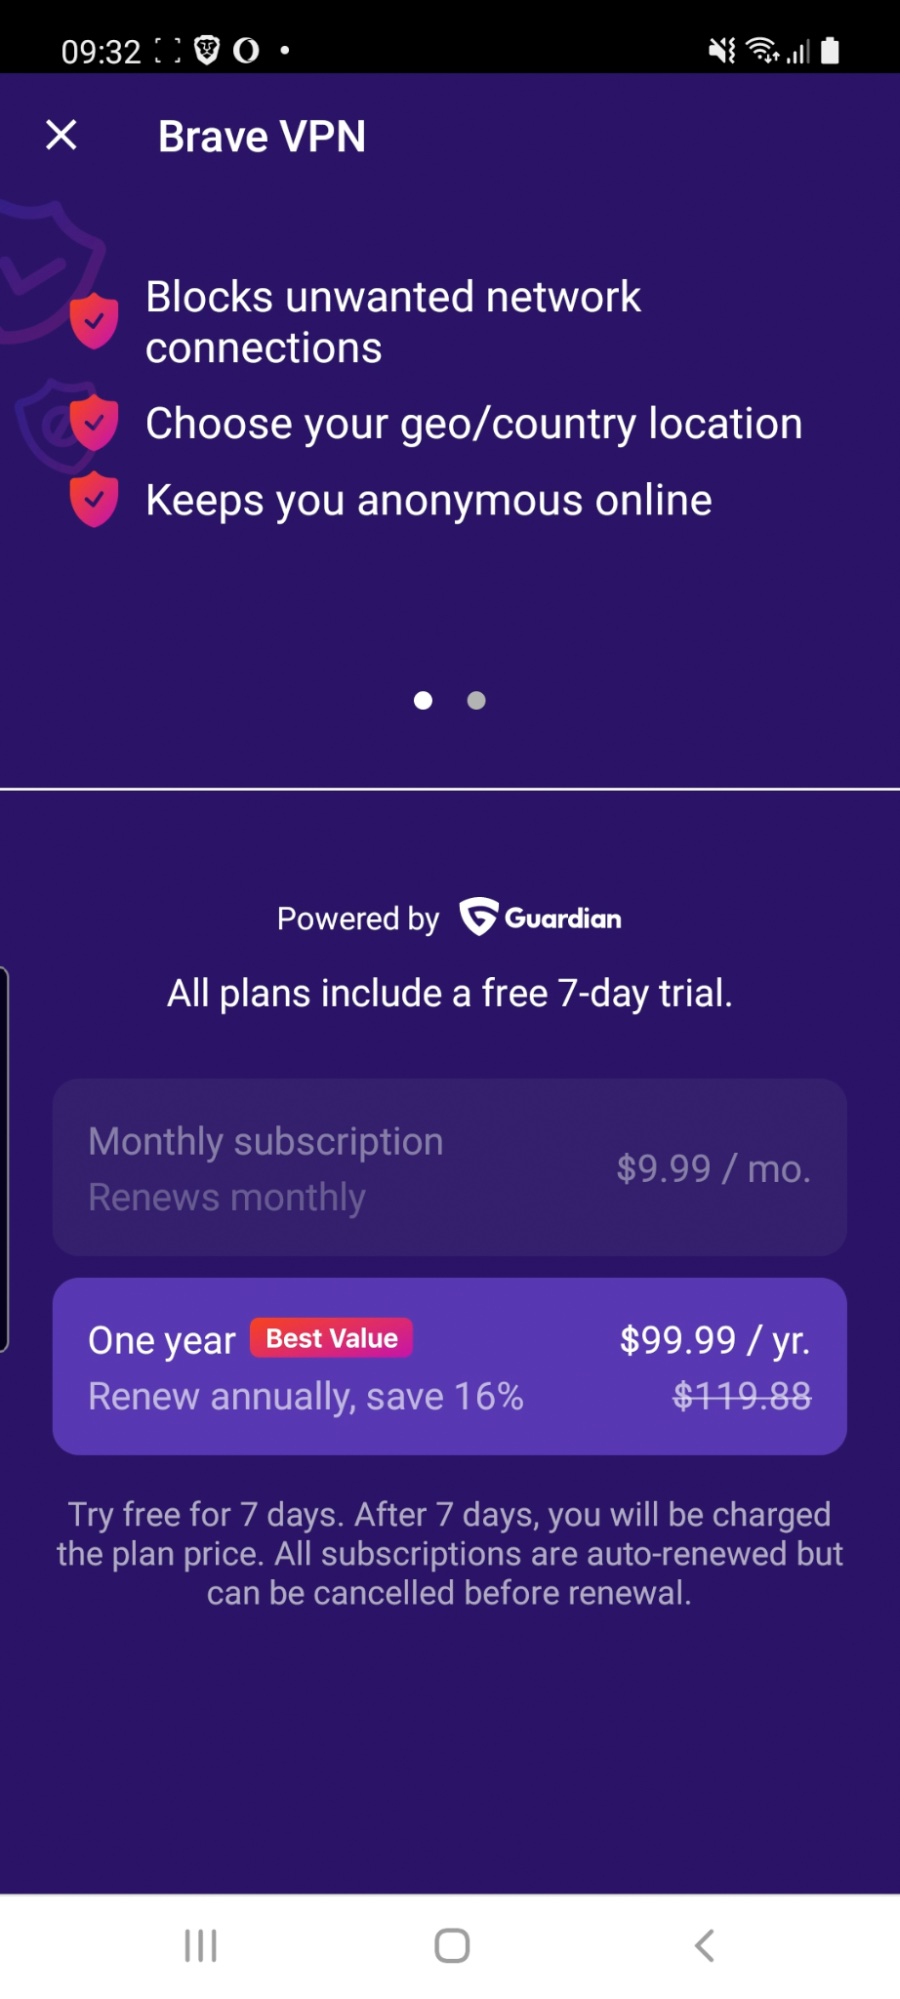 09:32
Brave VPN
Blocks unwanted network
connections
Choose your geo/country location
Keeps you anonymous online
Powered by Guardian
All plans include a free 7-day trial.
Monthly subscription
$9.99 / mo.
Renews monthly
One year Best Value $99.99 / yr.
Renew annually, save 16% $119.88
Try free for 7 days. After 7 days, you will be charged
the plan price. All subscriptions are auto-renewed but
can be cancelled before renewal.